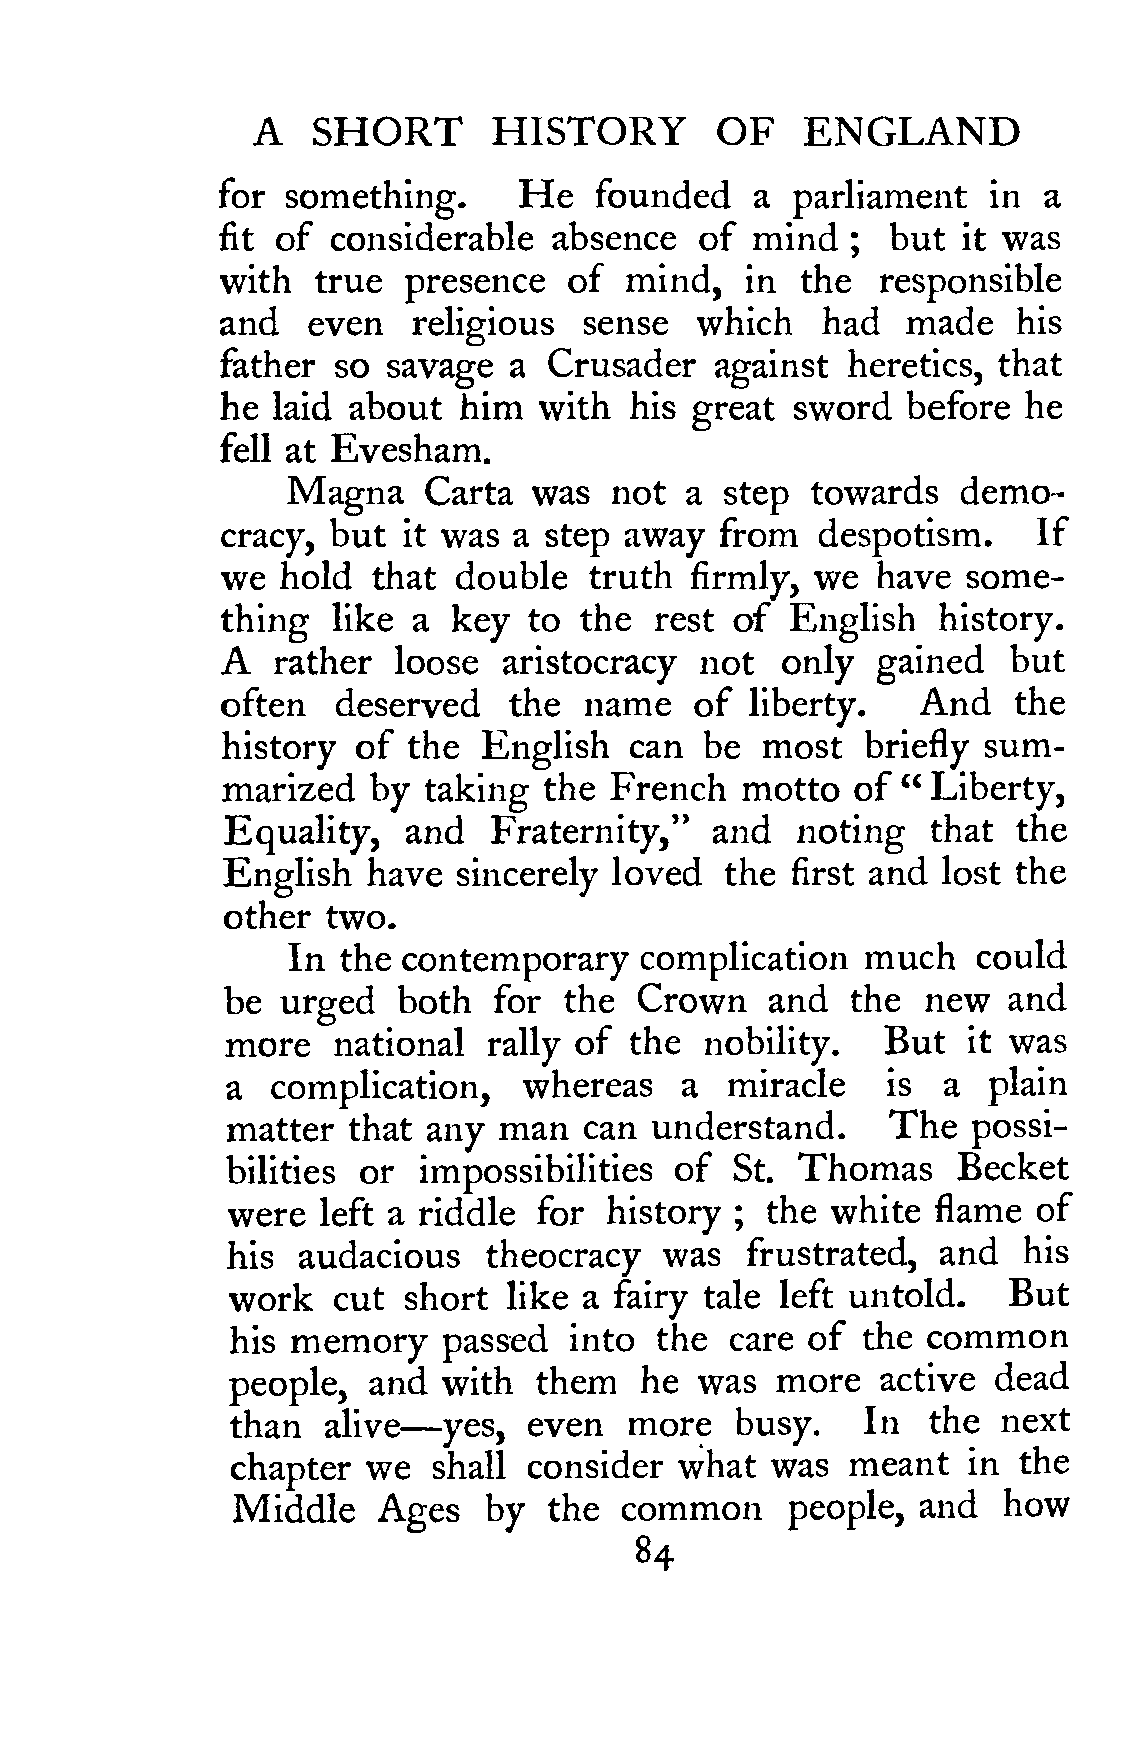 A SHORT HISTORY OF ENGLAND
for something. He founded a parliament in a
fit of considerable absence of mind ; but it was
with true presence of mind, in the responsible
and even religious sense which had made his
father so savage a Crusader against heretics, that
he laid about him with his great sword before he
fell at Evesham.
Magna Carta was not a step towards demo-
cracy, but it was a step away from despotism. If
we hold that double truth firmly, we have some-
thing like a key to the rest of English history.
A rather loose aristocracy not only gained but
often deserved the name of liberty. And the
history of the English can be most briefly sum-
marized by taking the French motto of “ Liberty,
Equality, and Fraternity,” and noting that the
English have sincerely loved the first and lost the
other two.
In the contemporary complication much could
be urged both for the Crown and the new and
more national rally of the nobility. But it was
a complication, whereas a miracle is a plain
matter that any man can understand. The possi-
bilities or impossibilities of St. Thomas Becket
were left a riddle for history ; the white flame of
his audacious theocracy was frustrated, and his
work cut short like a fairy tale left untold. But
his memory passed into the care of the common
people, and with them he was more active dead
than alive—yes, even more busy. In the next
chapter we shall consider what was meant in the
Middle Ages by the common people, and how
84